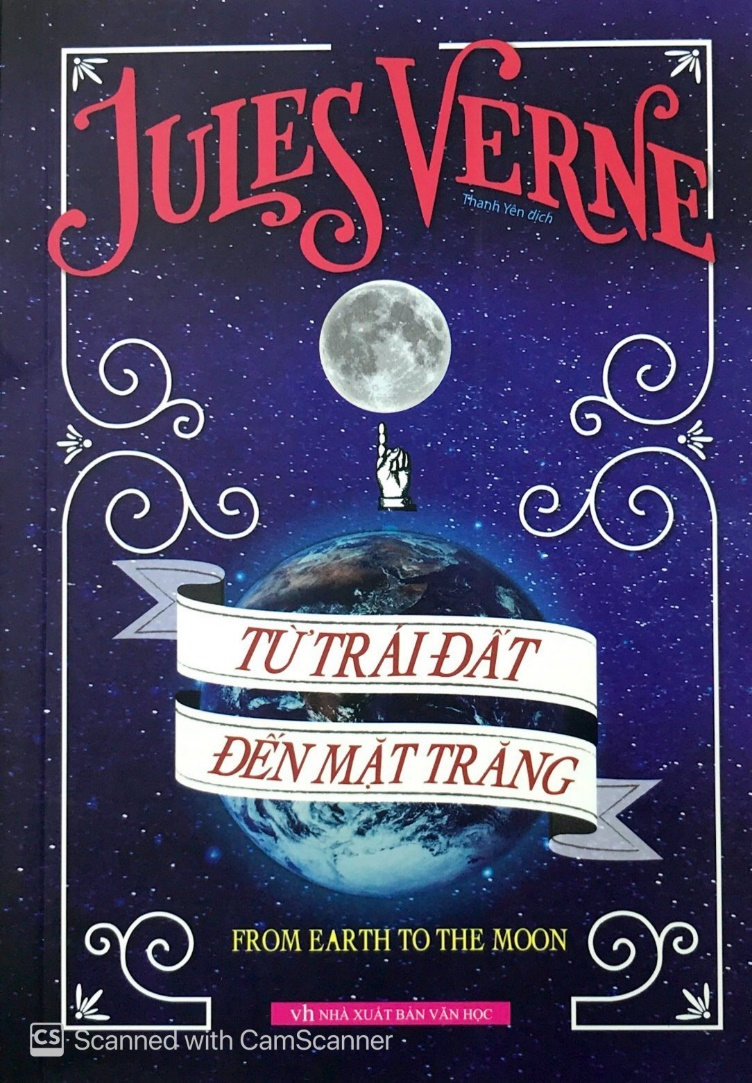 JULES VERNE
Thanh Yên dịch
TỪ TRÁI ĐẤT
ĐẾN MẶT TRĂNG
FROM EARTH TO THE MOON
vh NHÀ XUẤT BẢN VĂN HỌC
CS Scanned with CamScanner